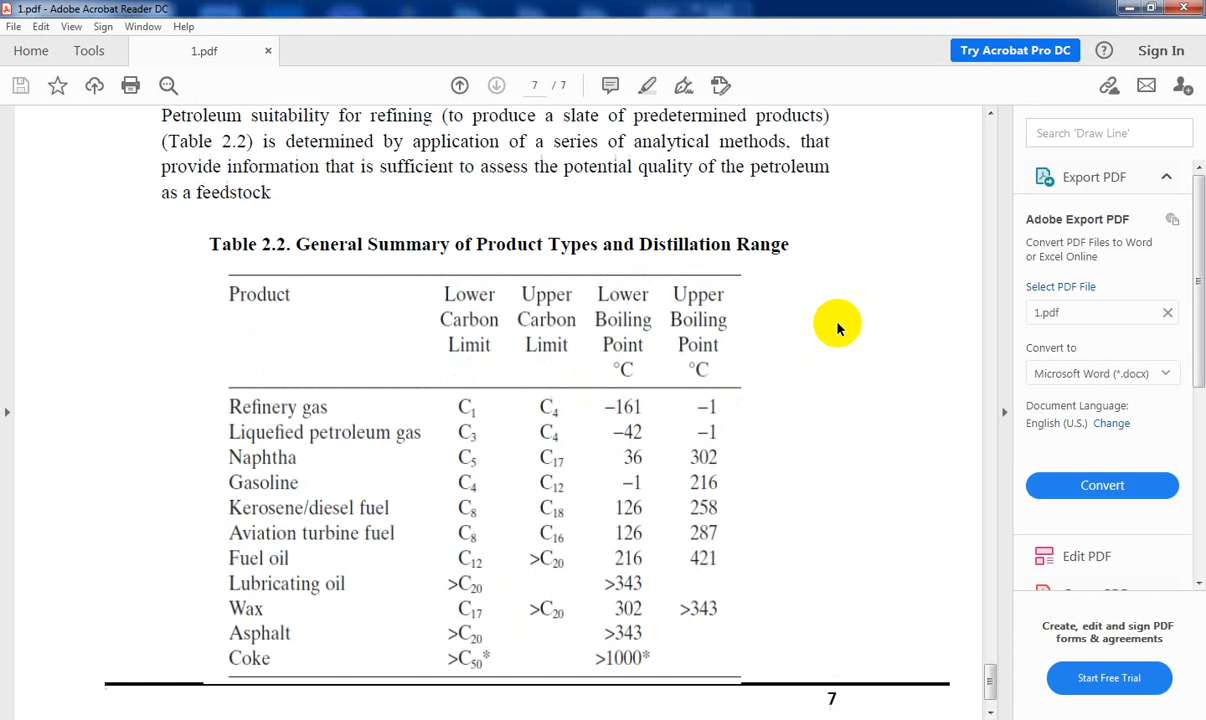 1.pdf - Adobe Acrobat Reader DC
File Edit View Sign Window Help
Home Tools 1.pdf × Try Acrobat Pro DC ? Sign In
7 / 7
Petroleum suitability for refining (to produce a slate of predetermined products)
(Table 2.2) is determined by application of a series of analytical methods, that
provide information that is sufficient to assess the potential quality of the petroleum
as a feedstock
Table 2.2. General Summary of Product Types and Distillation Range
Product Lower Upper Lower Upper
Carbon Carbon Boiling Boiling
Limit Limit Point Point
°C °C
Refinery gas C₁ C₄ –161 –1
Liquefied petroleum gas C₃ C₄ –42 –1
Naphtha C₅ C₁₇ 36 302
Gasoline C₄ C₁₂ –1 216
Kerosene/diesel fuel C₈ C₁₈ 126 258
Aviation turbine fuel C₈ C₁₆ 126 287
Fuel oil C₁₂ >C₂₀ 216 421
Lubricating oil >C₂₀ >343
Wax C₁₇ >C₂₀ 302 >343
Asphalt >C₂₀ >343
Coke >C₅₀* >1000*
7
Search 'Draw Line'
Export PDF
Adobe Export PDF
Convert PDF Files to Word
or Excel Online
Select PDF File
1.pdf ×
Convert to
Microsoft Word (*.docx)
Document Language:
English (U.S.) Change
Convert
Edit PDF
Create, edit and sign PDF
forms & agreements
Start Free Trial